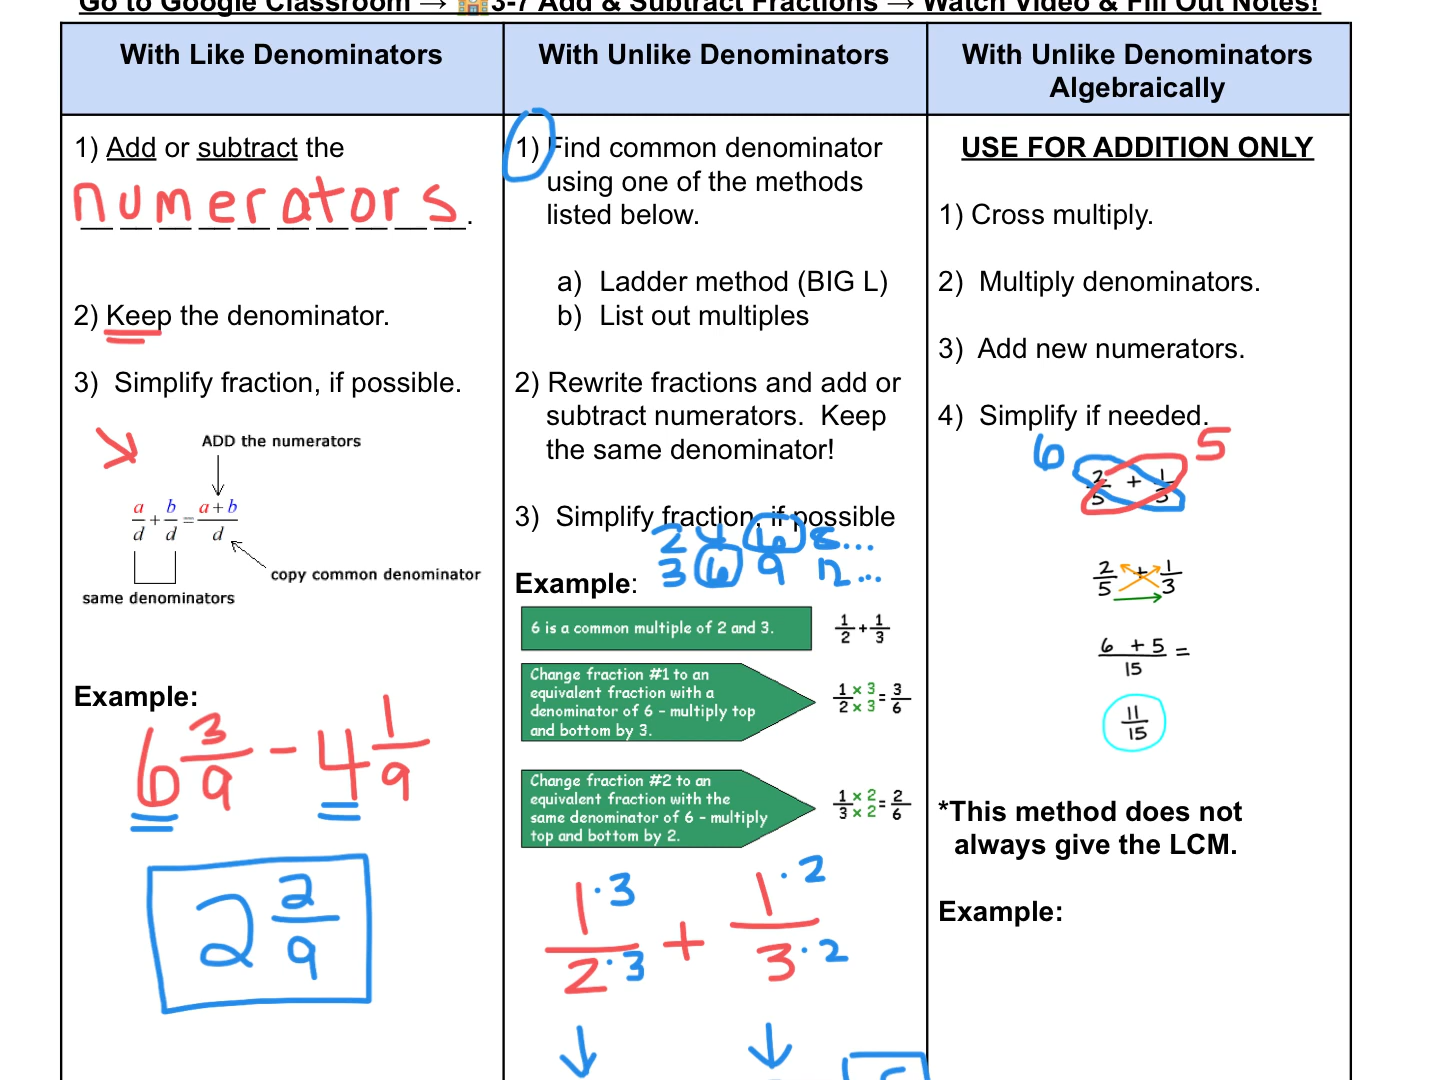 Go to Google Classroom → 🏫3-7 Add & Subtract Fractions → Watch Video & Fill Out Notes!
With Like Denominators
1) Add or subtract the
numerators.
2) Keep the denominator.
3) Simplify fraction, if possible.
ADD the numerators
a/d + b/d = a + b/d
copy common denominator
same denominators
Example:
6 3/9 - 4 1/9
2 2/9
With Unlike Denominators
1) Find common denominator
using one of the methods
listed below.
a) Ladder method (BIG L)
b) List out multiples
2) Rewrite fractions and add or
subtract numerators. Keep
the same denominator!
3) Simplify fraction, if possible
2 4 6 8...
3 6 9 12...
Example:
6 is a common multiple of 2 and 3.
1/2 + 1/3
Change fraction #1 to an
equivalent fraction with a
denominator of 6 – multiply top
and bottom by 3.
1 × 3/2 × 3 = 3/6
Change fraction #2 to an
equivalent fraction with the
same denominator of 6 – multiply
top and bottom by 2.
1 × 2/3 × 2 = 2/6
1 · 3/2 · 3 + 1 · 2/3 · 2
With Unlike Denominators
Algebraically
USE FOR ADDITION ONLY
1) Cross multiply.
2) Multiply denominators.
3) Add new numerators.
4) Simplify if needed.
6 5
2/5 + 1/3
2/5 + 1/3
6 + 5/15 =
11/15
*This method does not
always give the LCM.
Example: